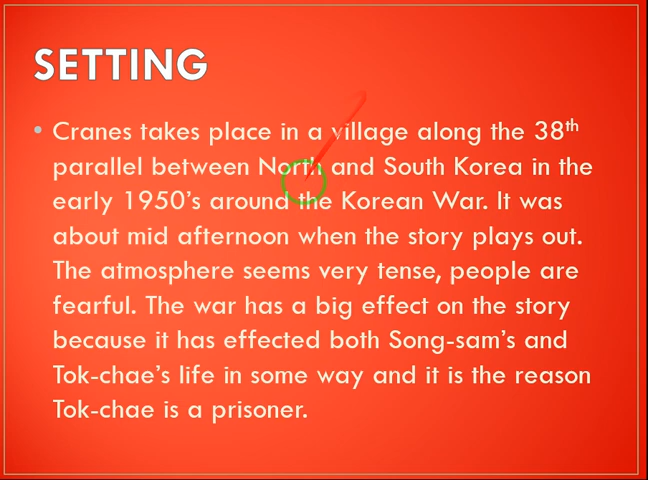 SETTING
• Cranes takes place in a village along the 38th
parallel between North and South Korea in the
early 1950's around the Korean War. It was
about mid afternoon when the story plays out.
The atmosphere seems very tense, people are
fearful. The war has a big effect on the story
because it has effected both Song-sam's and
Tok-chae's life in some way and it is the reason
Tok-chae is a prisoner.